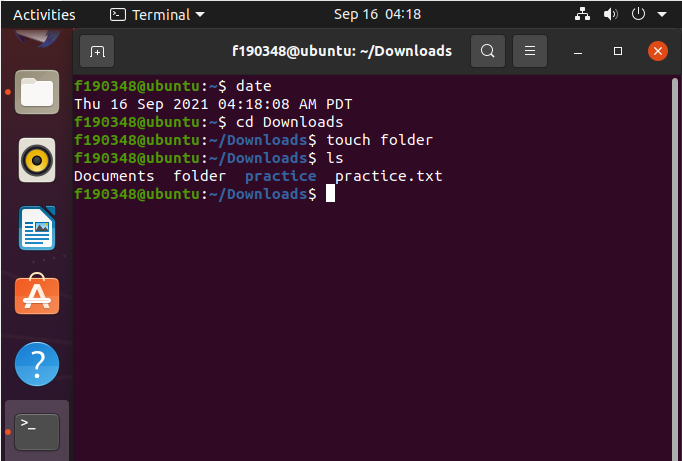 Activities Terminal Sep 16 04:18
f190348@ubuntu: ~/Downloads
f190348@ubuntu:~$ date
Thu 16 Sep 2021 04:18:08 AM PDT
f190348@ubuntu:~$ cd Downloads
f190348@ubuntu:~/Downloads$ touch folder
f190348@ubuntu:~/Downloads$ ls
Documents  folder  practice  practice.txt
f190348@ubuntu:~/Downloads$
?
>_